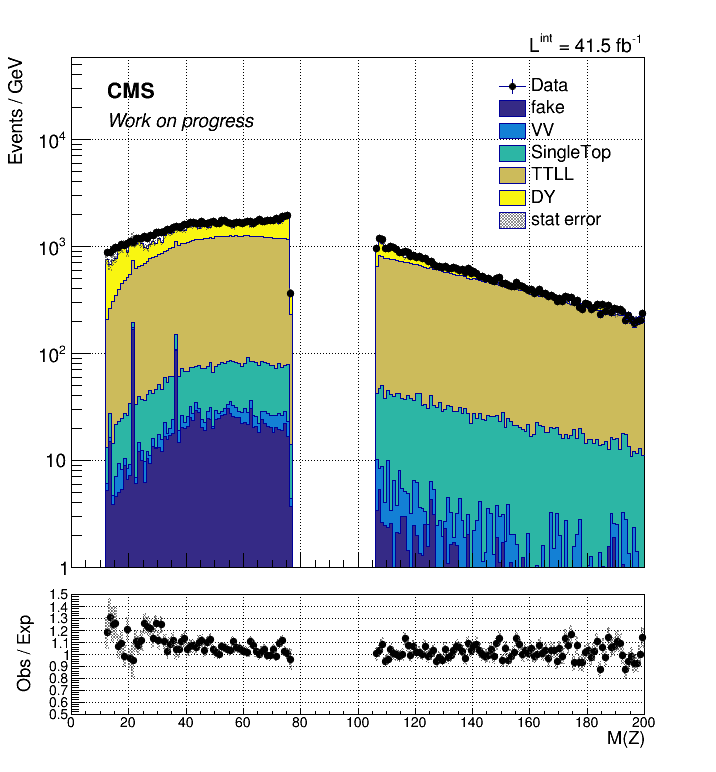 L^int = 41.5 fb^-1
Events / GeV
CMS
Work on progress
Data
fake
VV
SingleTop
TTLL
DY
stat error
10^4
10^3
10^2
10
1
Obs / Exp
1.5
1.4
1.3
1.2
1.1
1
0.9
0.8
0.7
0.6
0.5
0 20 40 60 80 100 120 140 160 180 200
M(Z)